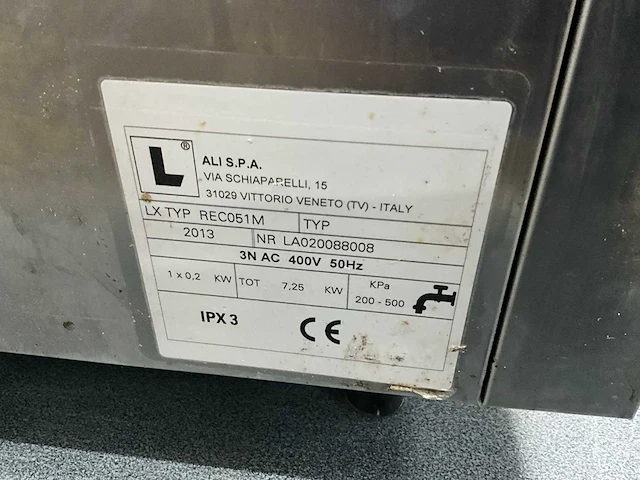 L®
ALI S.P.A.
VIA SCHIAPARELLI, 15
31029 VITTORIO VENETO (TV) - ITALY
LX TYP REC051M TYP
2013 NR LA020088008
3N AC 400V 50Hz
1 x 0,2 KW TOT 7,25 KW KPa
200 - 500
IPX 3 CE